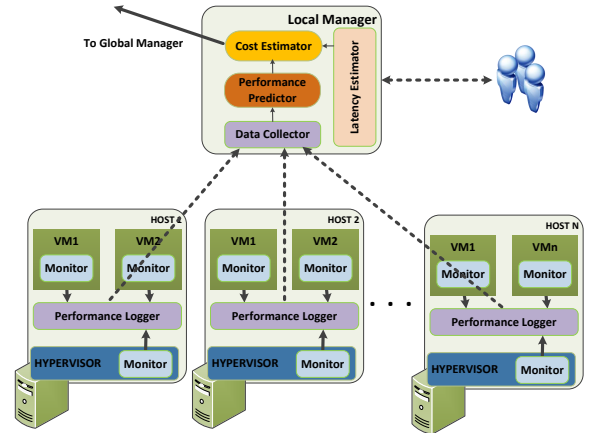 Local Manager
To Global Manager
Cost Estimator
Performance
Predictor
Latency Estimator
Data Collector
HOST 1
VM1
VM2
Monitor
Monitor
Performance Logger
HYPERVISOR
Monitor
HOST 2
VM1
VM2
Monitor
Monitor
Performance Logger
HYPERVISOR
Monitor
. . .
HOST N
VM1
VMn
Monitor
Monitor
Performance Logger
HYPERVISOR
Monitor